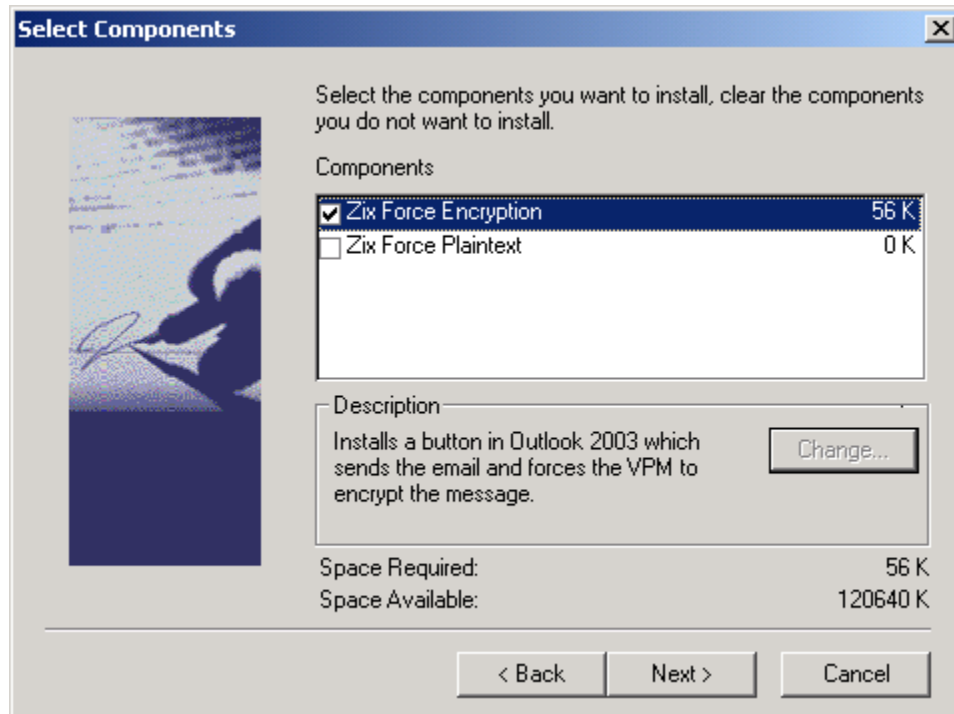 Select Components
Select the components you want to install, clear the components
you do not want to install.
Components
Zix Force Encryption 56 K
Zix Force Plaintext 0 K
Description
Installs a button in Outlook 2003 which
sends the email and forces the VPM to
encrypt the message.
Change...
Space Required: 56 K
Space Available: 120640 K
< Back Next > Cancel